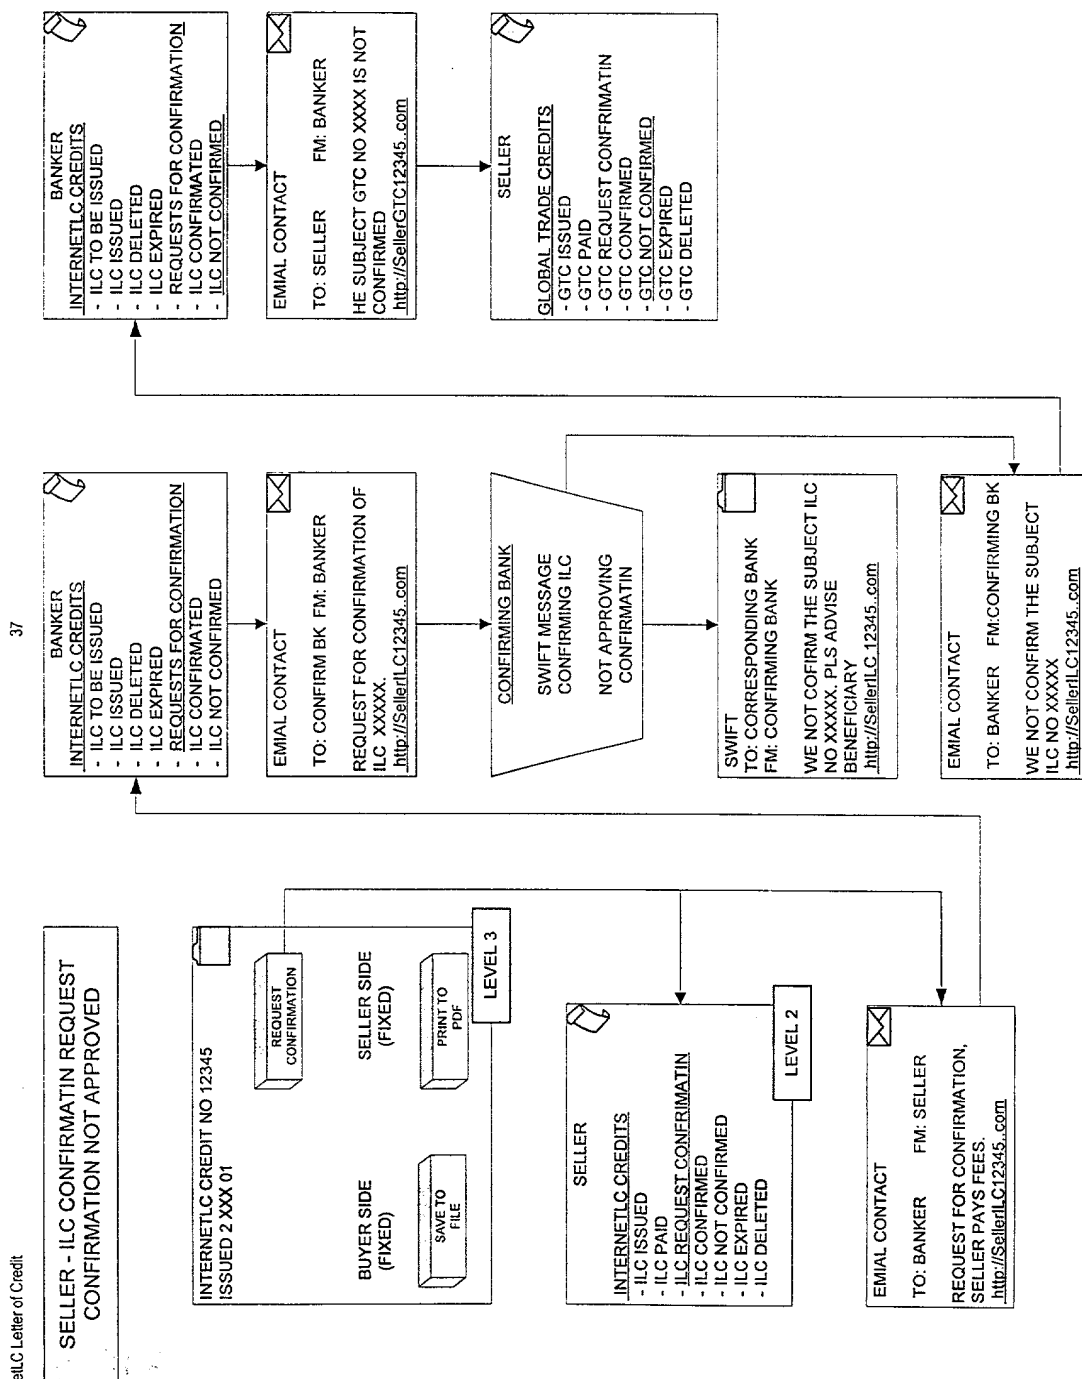 etLC Letter of Credit
37
SELLER - ILC CONFIRMATIN REQUEST
CONFIRMATION NOT APPROVED
INTERNETLC CREDIT NO 12345
ISSUED 2 XXX 01
REQUEST
CONFIRMATION
BUYER SIDE
(FIXED)
SELLER SIDE
(FIXED)
SAVE TO
FILE
PRINT TO
PDF
LEVEL 3
SELLER
INTERNETLC CREDITS
- ILC ISSUED
- ILC PAID
- ILC REQUEST CONFRIMATIN
- ILC CONFIRMED
- ILC NOT CONFIRMED
- ILC EXPIRED
- ILC DELETED
LEVEL 2
EMIAL CONTACT
TO: BANKER FM: SELLER
REQUEST FOR CONFIRMATION,
SELLER PAYS FEES.
http://SellerILC12345..com
BANKER
INTERNETLC CREDITS
- ILC TO BE ISSUED
- ILC ISSUED
- ILC DELETED
- ILC EXPIRED
- REQUESTS FOR CONFIRMATION
- ILC CONFIRMATED
- ILC NOT CONFIRMED
EMIAL CONTACT
TO: CONFIRM BK FM: BANKER
REQUEST FOR CONFIRMATION OF
ILC XXXXX.
http://SellerILC12345..com
CONFIRMING BANK
SWIFT MESSAGE
CONFIRMING ILC
NOT APPROVING
CONFIRMATIN
SWIFT
TO: CORRESPONDING BANK
FM: CONFIRMING BANK
WE NOT COFIRM THE SUBJECT ILC
NO XXXX. PLS ADVISE
BENEFICIARY
http://SellerILC12345..com
EMIAL CONTACT
TO: BANKER FM:CONFIRMING BK
WE NOT CONFIRM THE SUBJECT
ILC NO XXXXX
http://SellerILC12345..com
BANKER
INTERNETLC CREDITS
- ILC TO BE ISSUED
- ILC ISSUED
- ILC DELETED
- ILC EXPIRED
- REQUESTS FOR CONFIRMATION
- ILC CONFIRMATED
- ILC NOT CONFIRMED
EMIAL CONTACT
TO: SELLER FM: BANKER
HE SUBJECT GTC NO XXXX IS NOT
CONFIRMED
http://SellerGTC12345..com
SELLER
GLOBAL TRADE CREDITS
- GTC ISSUED
- GTC PAID
- GTC REQUEST CONFRIMATIN
- GTC CONFIRMED
- GTC NOT CONFIRMED
- GTC EXPIRED
- GTC DELETED